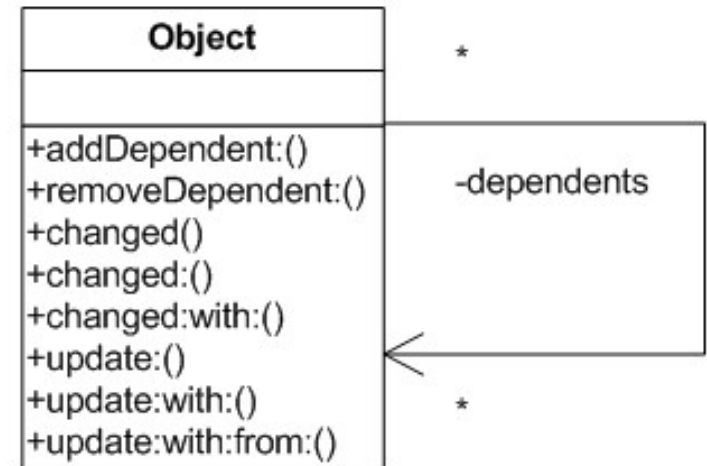 Object
*
+addDependent:()
+removeDependent:()
-dependents
+changed()
+changed:()
+changed:with:()
+update:()
+update:with:()
*
+update:with:from:()